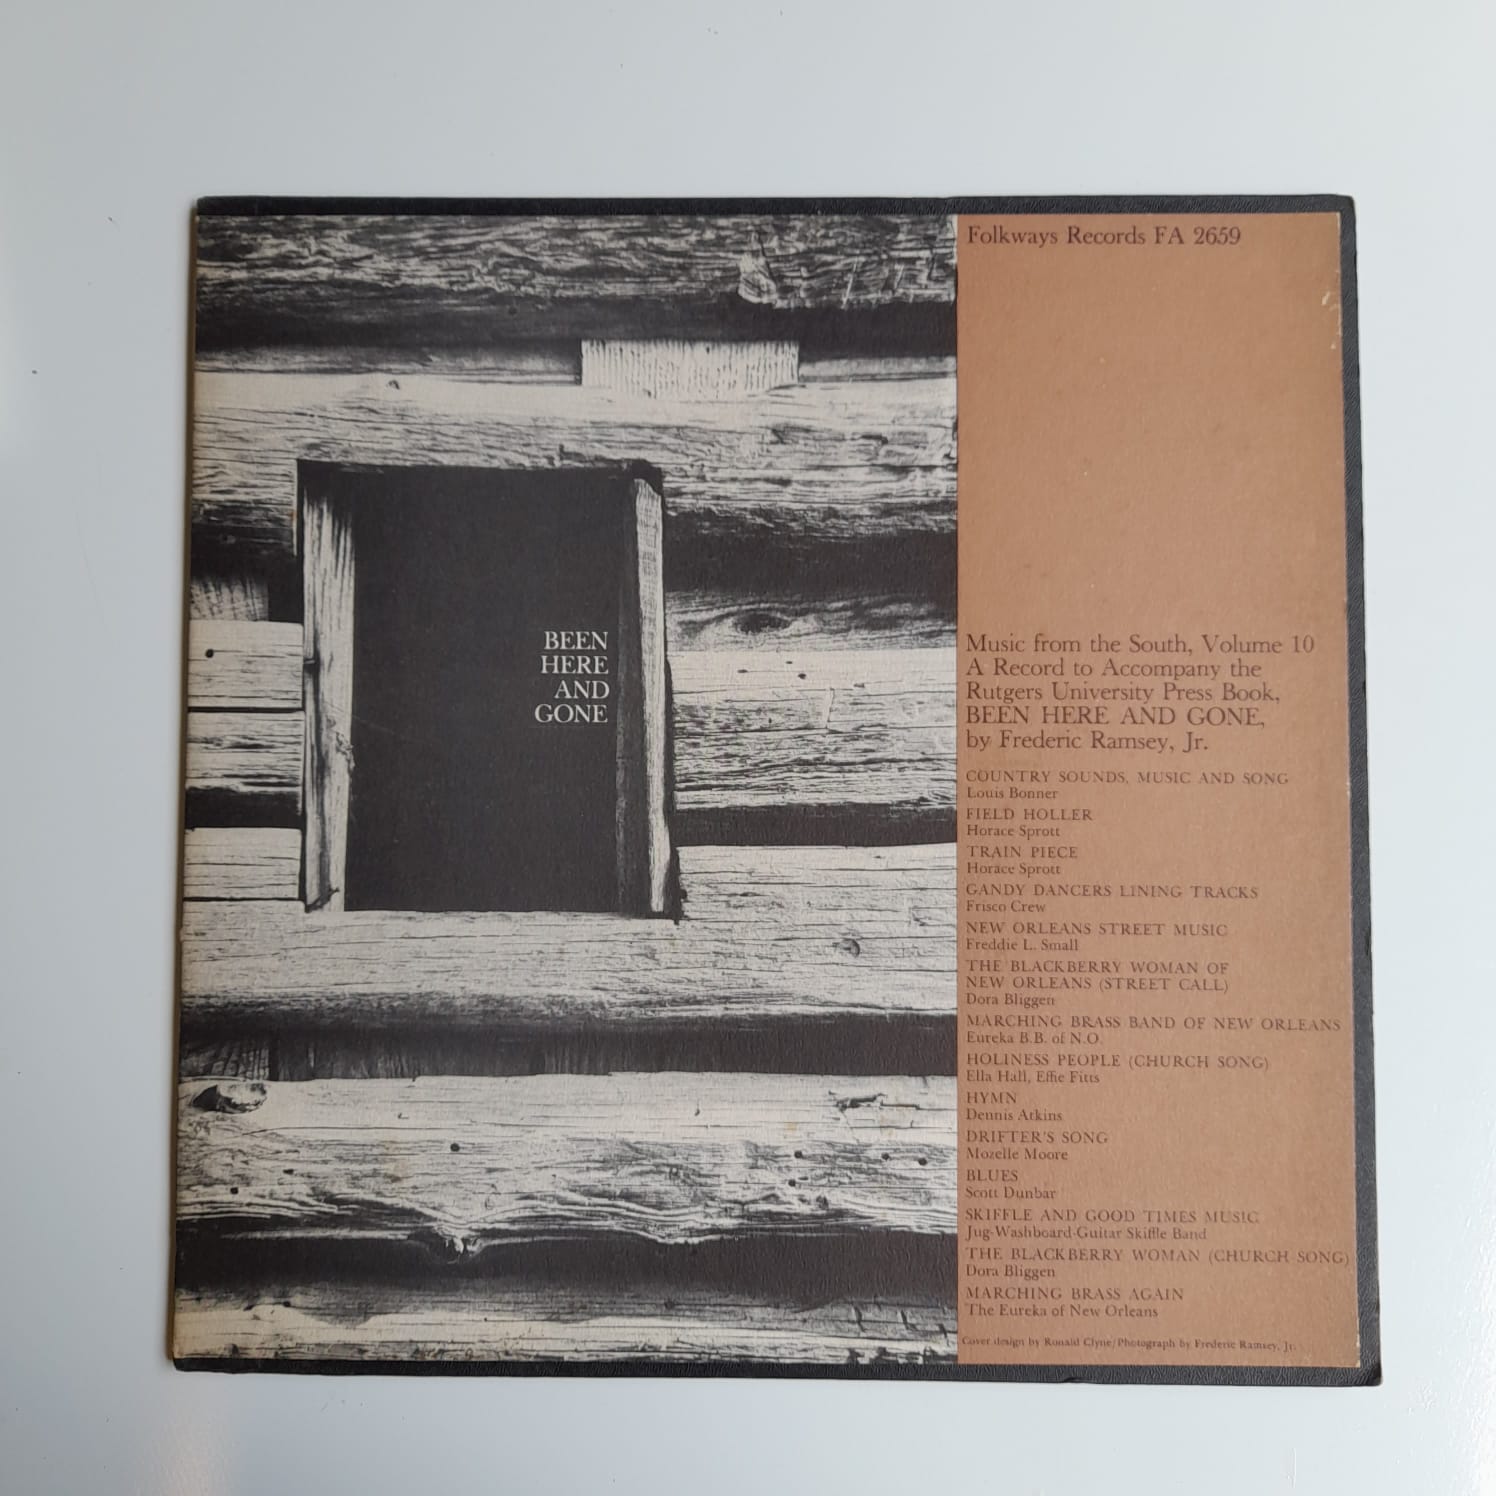 Folkways Records FA 2659
BEEN
HERE
AND
GONE
Music from the South, Volume 10
A Record to Accompany the
Rutgers University Press Book,
BEEN HERE AND GONE,
by Frederic Ramsey, Jr.
COUNTRY SOUNDS, MUSIC AND SONG
Louis Bonner
FIELD HOLLER
Horace Sprott
TRAIN PIECE
Horace Sprott
GANDY DANCERS LINING TRACKS
Frisco Crew
NEW ORLEANS STREET MUSIC
Freddie L. Small
THE BLACKBERRY WOMAN OF
NEW ORLEANS (STREET CALL)
Dora Bliggen
MARCHING BRASS BAND OF NEW ORLEANS
Eureka B.B. of N.O.
HOLINESS PEOPLE (CHURCH SONG)
Ella Hall, Effie Fitts
HYMN
Dennis Atkins
DRIFTER'S SONG
Mozelle Moore
BLUES
Scott Dunbar
SKIFFLE AND GOOD TIMES MUSIC
Jug-Washboard-Guitar Skiffle Band
THE BLACKBERRY WOMAN (CHURCH SONG)
Dora Bliggen
MARCHING BRASS AGAIN
The Eureka of New Orleans
Cover design by Ronald Clyne/Photograph by Frederic Ramsey, Jr.